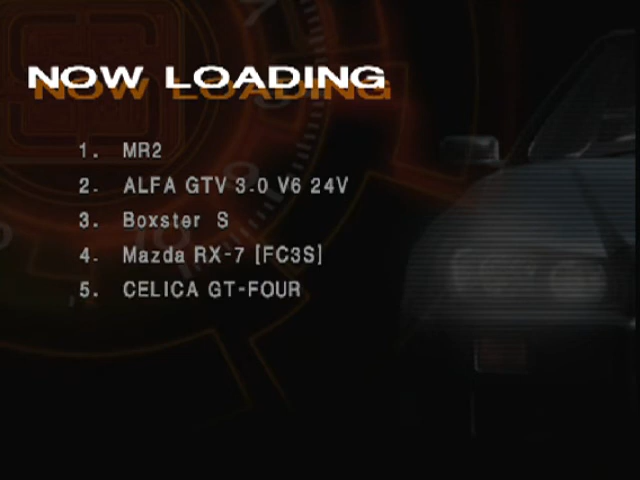 NOW LOADING
1. MR2
2. ALFA GTV 3.0 V6 24V
3. Boxster S
4. Mazda RX-7 [FC3S]
5. CELICA GT-FOUR